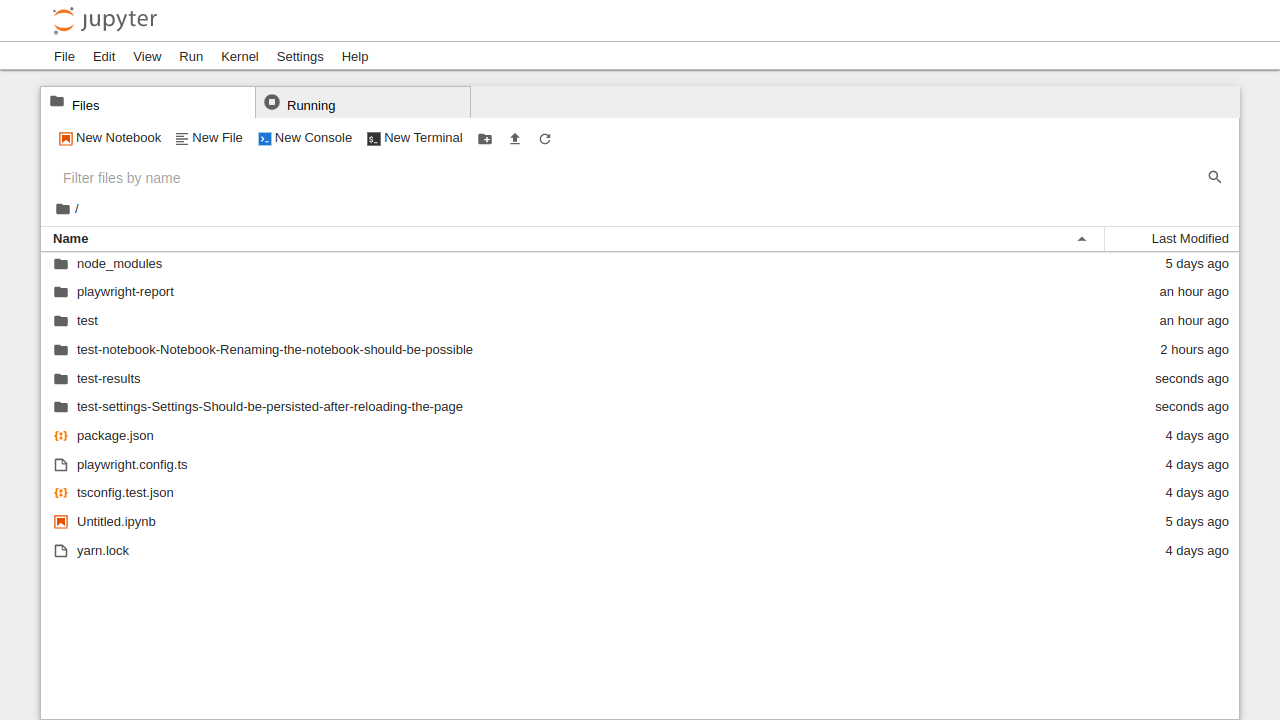 jupyter
File Edit View Run Kernel Settings Help
Files Running
New Notebook New File New Console $_ New Terminal
Filter files by name
/
Name Last Modified
node_modules 5 days ago
playwright-report an hour ago
test an hour ago
test-notebook-Notebook-Renaming-the-notebook-should-be-possible 2 hours ago
test-results seconds ago
test-settings-Settings-Should-be-persisted-after-reloading-the-page seconds ago
package.json 4 days ago
playwright.config.ts 4 days ago
tsconfig.test.json 4 days ago
Untitled.ipynb 5 days ago
yarn.lock 4 days ago